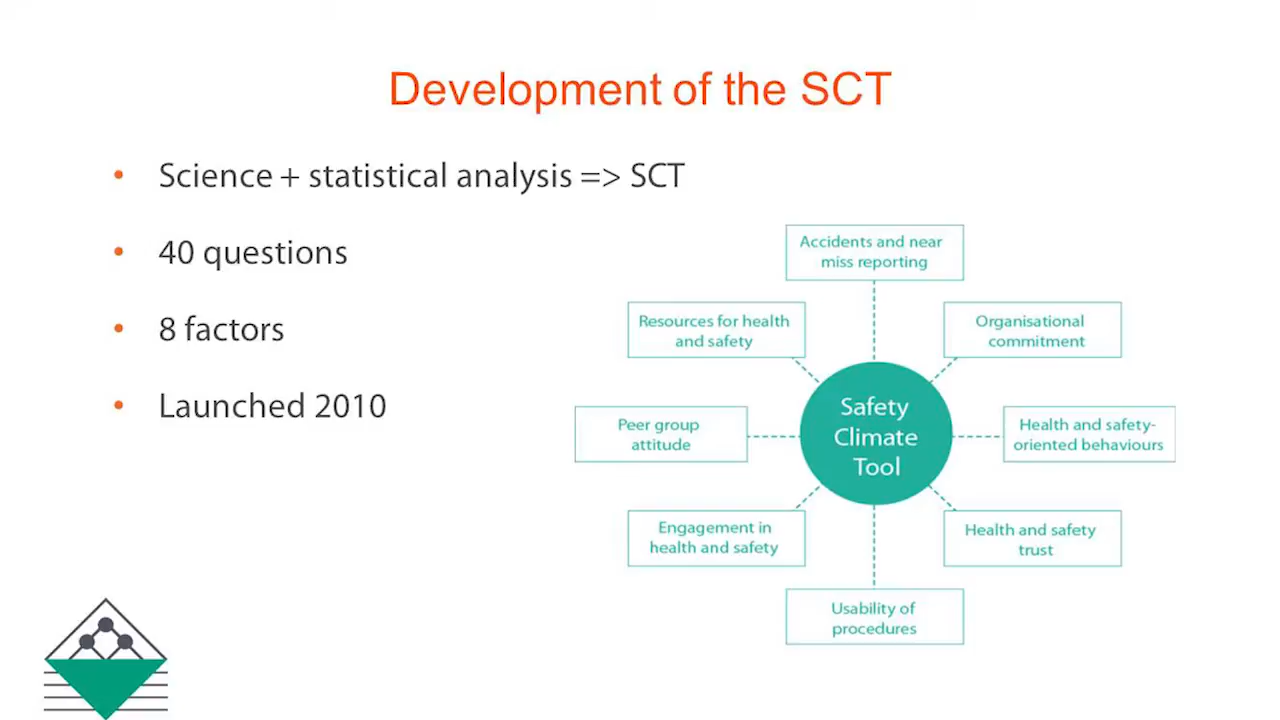 Development of the SCT
• Science + statistical analysis => SCT
• 40 questions
• 8 factors
• Launched 2010
Accidents and near
miss reporting
Resources for health
and safety
Organisational
commitment
Peer group
attitude
Safety
Climate
Tool
Health and safety-
oriented behaviours
Engagement in
health and safety
Health and safety
trust
Usability of
procedures